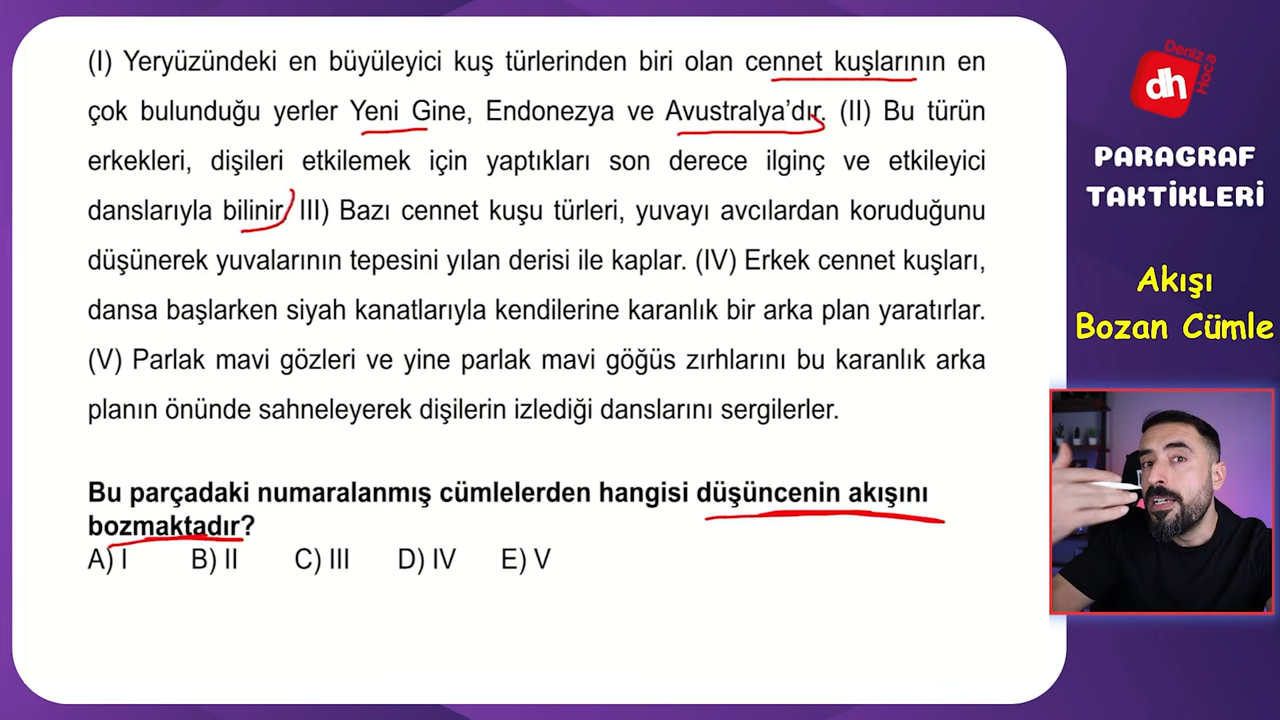 (I) Yeryüzündeki en büyüleyici kuş türlerinden biri olan cennet kuşlarının en
çok bulunduğu yerler Yeni Gine, Endonezya ve Avustralya’dır. (II) Bu türün
erkekleri, dişileri etkilemek için yaptıkları son derece ilginç ve etkileyici
danslarıyla bilinir. III) Bazı cennet kuşu türleri, yuvayı avcılardan koruduğunu
düşünerek yuvalarının tepesini yılan derisi ile kaplar. (IV) Erkek cennet kuşları,
dansa başlarken siyah kanatlarıyla kendilerine karanlık bir arka plan yaratırlar.
(V) Parlak mavi gözleri ve yine parlak mavi göğüs zırhlarını bu karanlık arka
planın önünde sahneleyerek dişilerin izlediği danslarını sergilerler.
Bu parçadaki numaralanmış cümlelerden hangisi düşüncenin akışını
bozmaktadır?
A) I B) II C) III D) IV E) V
Deniz Hoca
dh
PARAGRAF
TAKTİKLERİ
Akışı
Bozan Cümle